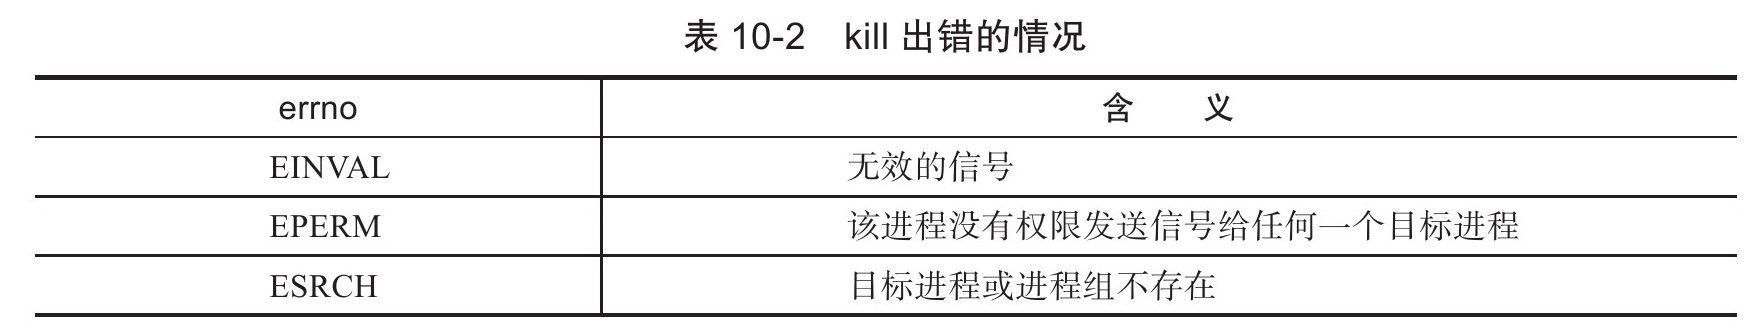 表 10-2 kill 出错的情况
errno 含 义
EINVAL 无效的信号
EPERM 该进程没有权限发送信号给任何一个目标进程
ESRCH 目标进程或进程组不存在